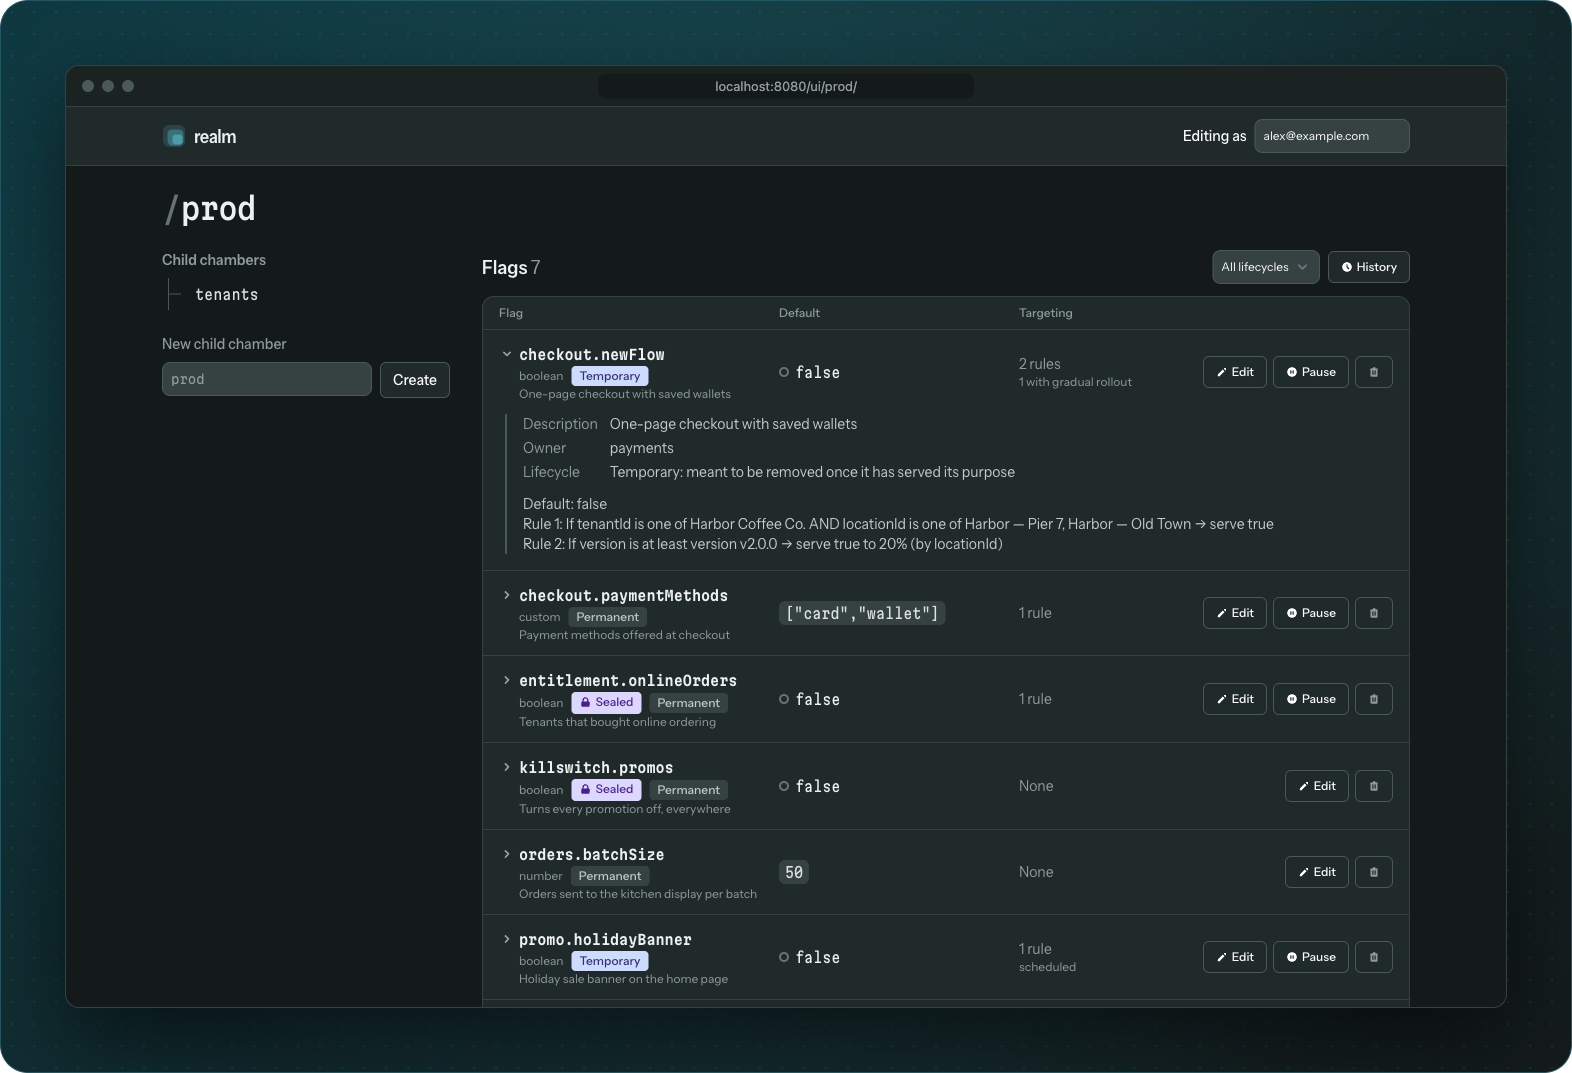 localhost:8080/ui/prod/
realm
Editing as alex@example.com
/prod
Child chambers
tenants
New child chamber
prod
Create
Flags 7
All lifecycles
History
Flag Default Targeting
checkout.newFlow
boolean Temporary
One-page checkout with saved wallets
false
2 rules
1 with gradual rollout
Edit Pause
Description One-page checkout with saved wallets
Owner payments
Lifecycle Temporary: meant to be removed once it has served its purpose
Default: false
Rule 1: If tenantId is one of Harbor Coffee Co. AND locationId is one of Harbor — Pier 7, Harbor — Old Town → serve true
Rule 2: If version is at least version v2.0.0 → serve true to 20% (by locationId)
checkout.paymentMethods
custom Permanent
Payment methods offered at checkout
["card","wallet"]
1 rule
Edit Pause
entitlement.onlineOrders
boolean Sealed Permanent
Tenants that bought online ordering
false
1 rule
Edit Pause
killswitch.promos
boolean Sealed Permanent
Turns every promotion off, everywhere
false
None
Edit
orders.batchSize
number Permanent
Orders sent to the kitchen display per batch
50
None
Edit
promo.holidayBanner
boolean Temporary
Holiday sale banner on the home page
false
1 rule
scheduled
Edit Pause